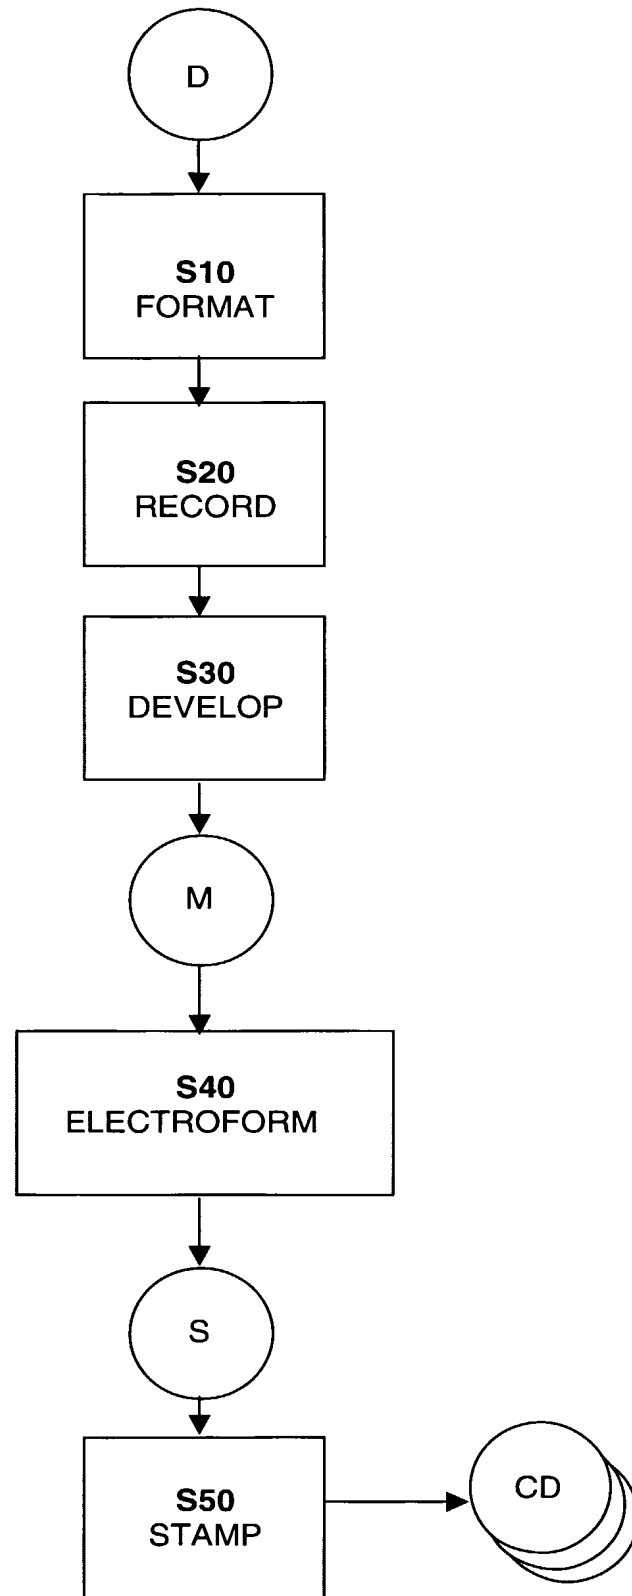 D
S10
FORMAT
S20
RECORD
S30
DEVELOP
M
S40
ELECTROFORM
S
S50
STAMP
CD